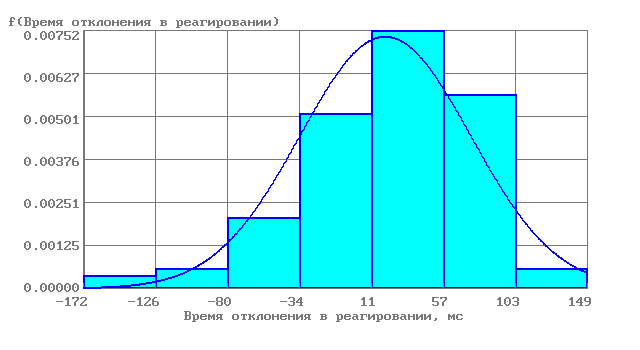 f(Время отклонения в реагировании)
0.00752
0.00627
0.00501
0.00376
0.00251
0.00125
0.00000
-172 -126 -80 -34 11 57 103 149
Время отклонения в реагировании, мс